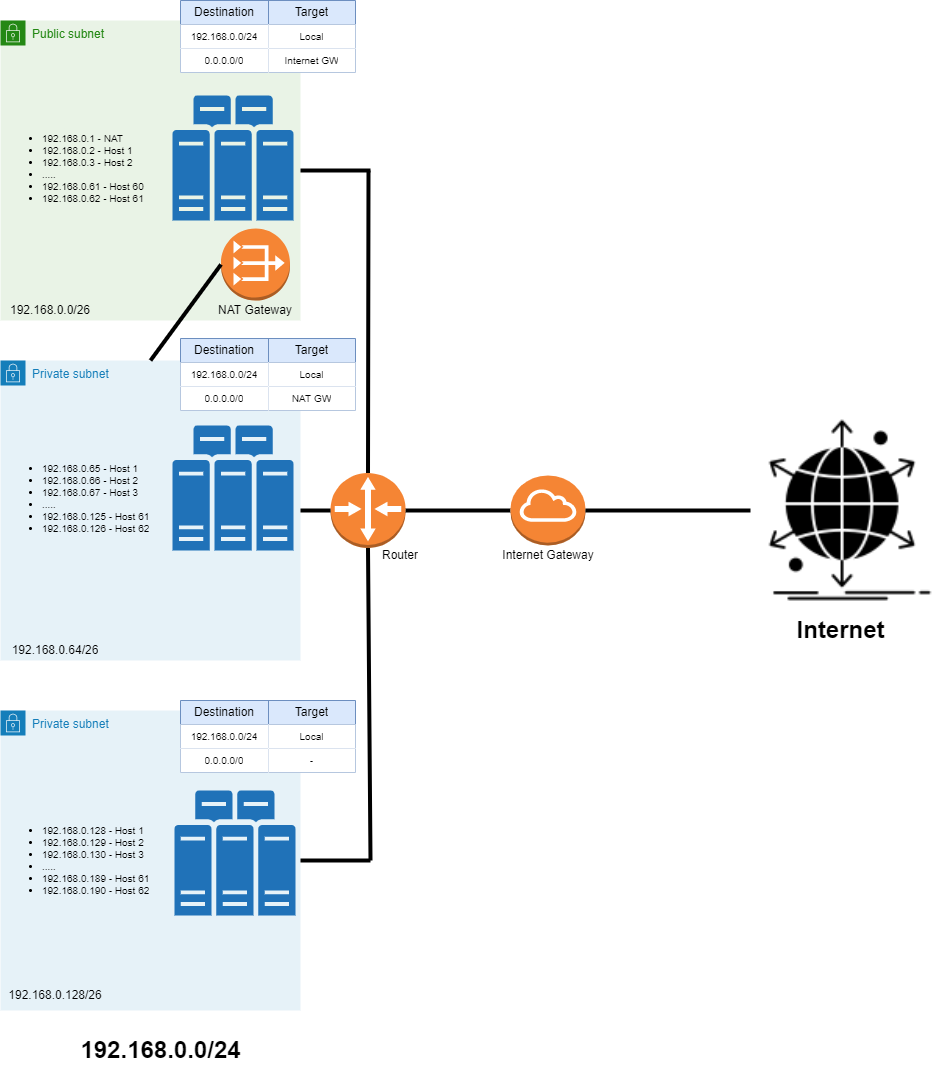 Destination Target
192.168.0.0/24 Local
0.0.0.0/0 Internet GW
Public subnet
192.168.0.1 - NAT
192.168.0.2 - Host 1
192.168.0.3 - Host 2
.....
192.168.0.61 - Host 60
192.168.0.62 - Host 61
192.168.0.0/26
NAT Gateway
Destination Target
192.168.0.0/24 Local
0.0.0.0/0 NAT GW
Private subnet
192.168.0.65 - Host 1
192.168.0.66 - Host 2
192.168.0.67 - Host 3
.....
192.168.0.125 - Host 61
192.168.0.126 - Host 62
192.168.0.64/26
Router
Internet Gateway
Internet
Destination Target
192.168.0.0/24 Local
0.0.0.0/0 -
Private subnet
192.168.0.128 - Host 1
192.168.0.129 - Host 2
192.168.0.130 - Host 3
.....
192.168.0.189 - Host 61
192.168.0.190 - Host 62
192.168.0.128/26
192.168.0.0/24